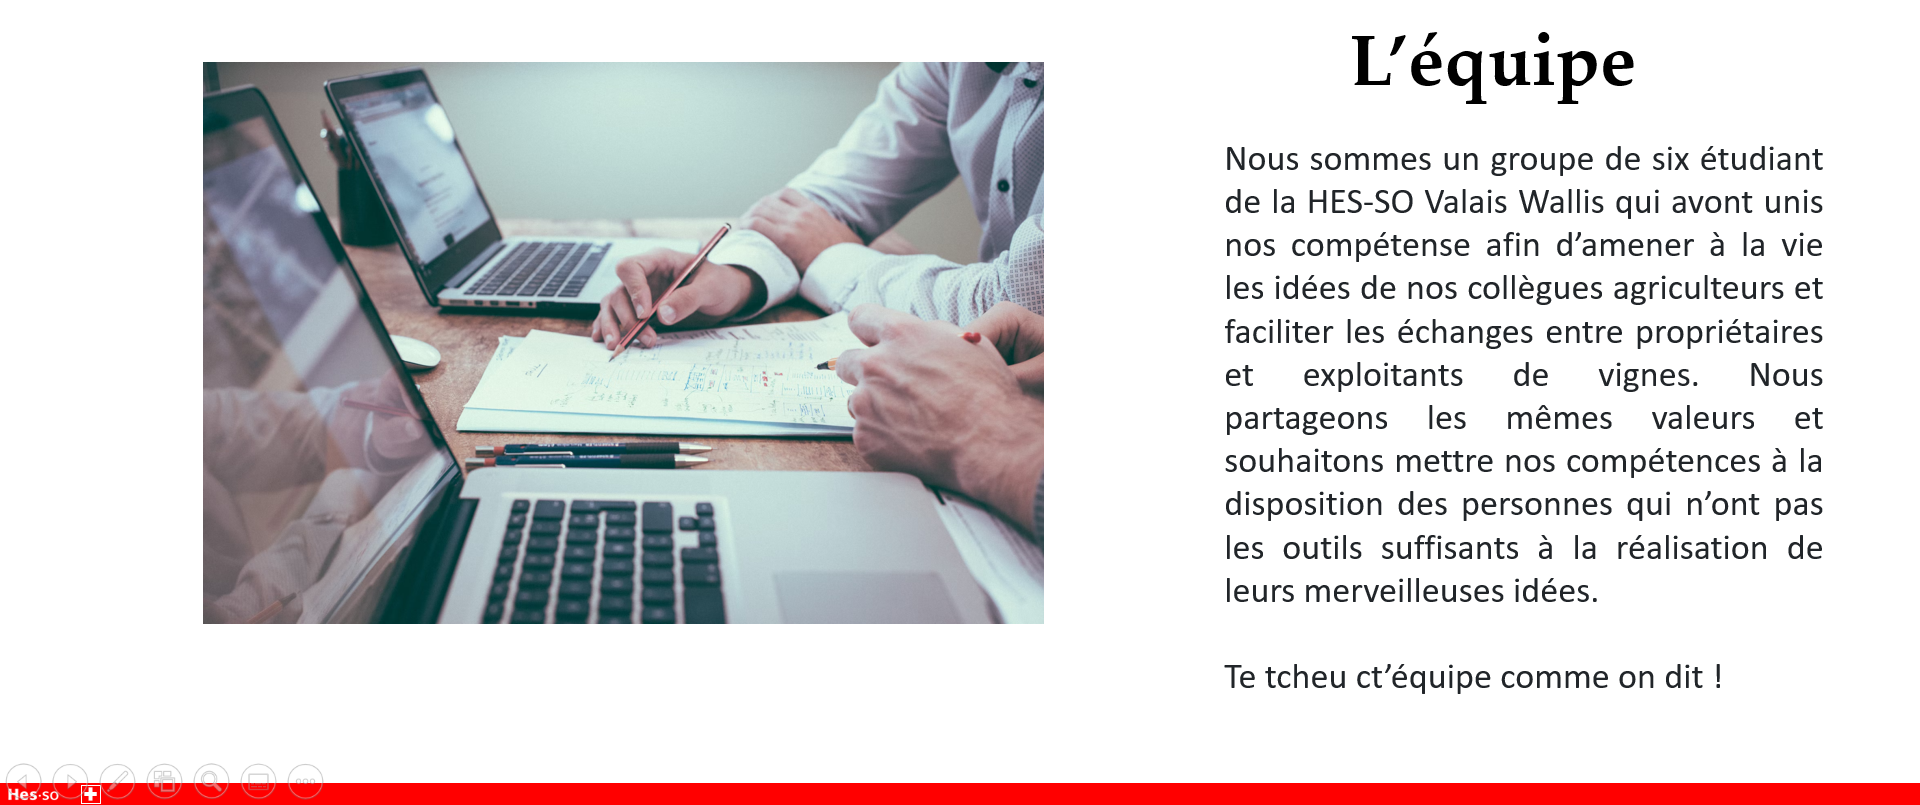 L’équipe
Nous sommes un groupe de six étudiant
de la HES-SO Valais Wallis qui avont unis
nos compétense afin d’amener à la vie
les idées de nos collègues agriculteurs et
faciliter les échanges entre propriétaires
et exploitants de vignes. Nous
partageons les mêmes valeurs et
souhaitons mettre nos compétences à la
disposition des personnes qui n’ont pas
les outils suffisants à la réalisation de
leurs merveilleuses idées.
Te tcheu ct’équipe comme on dit !
Hes·so